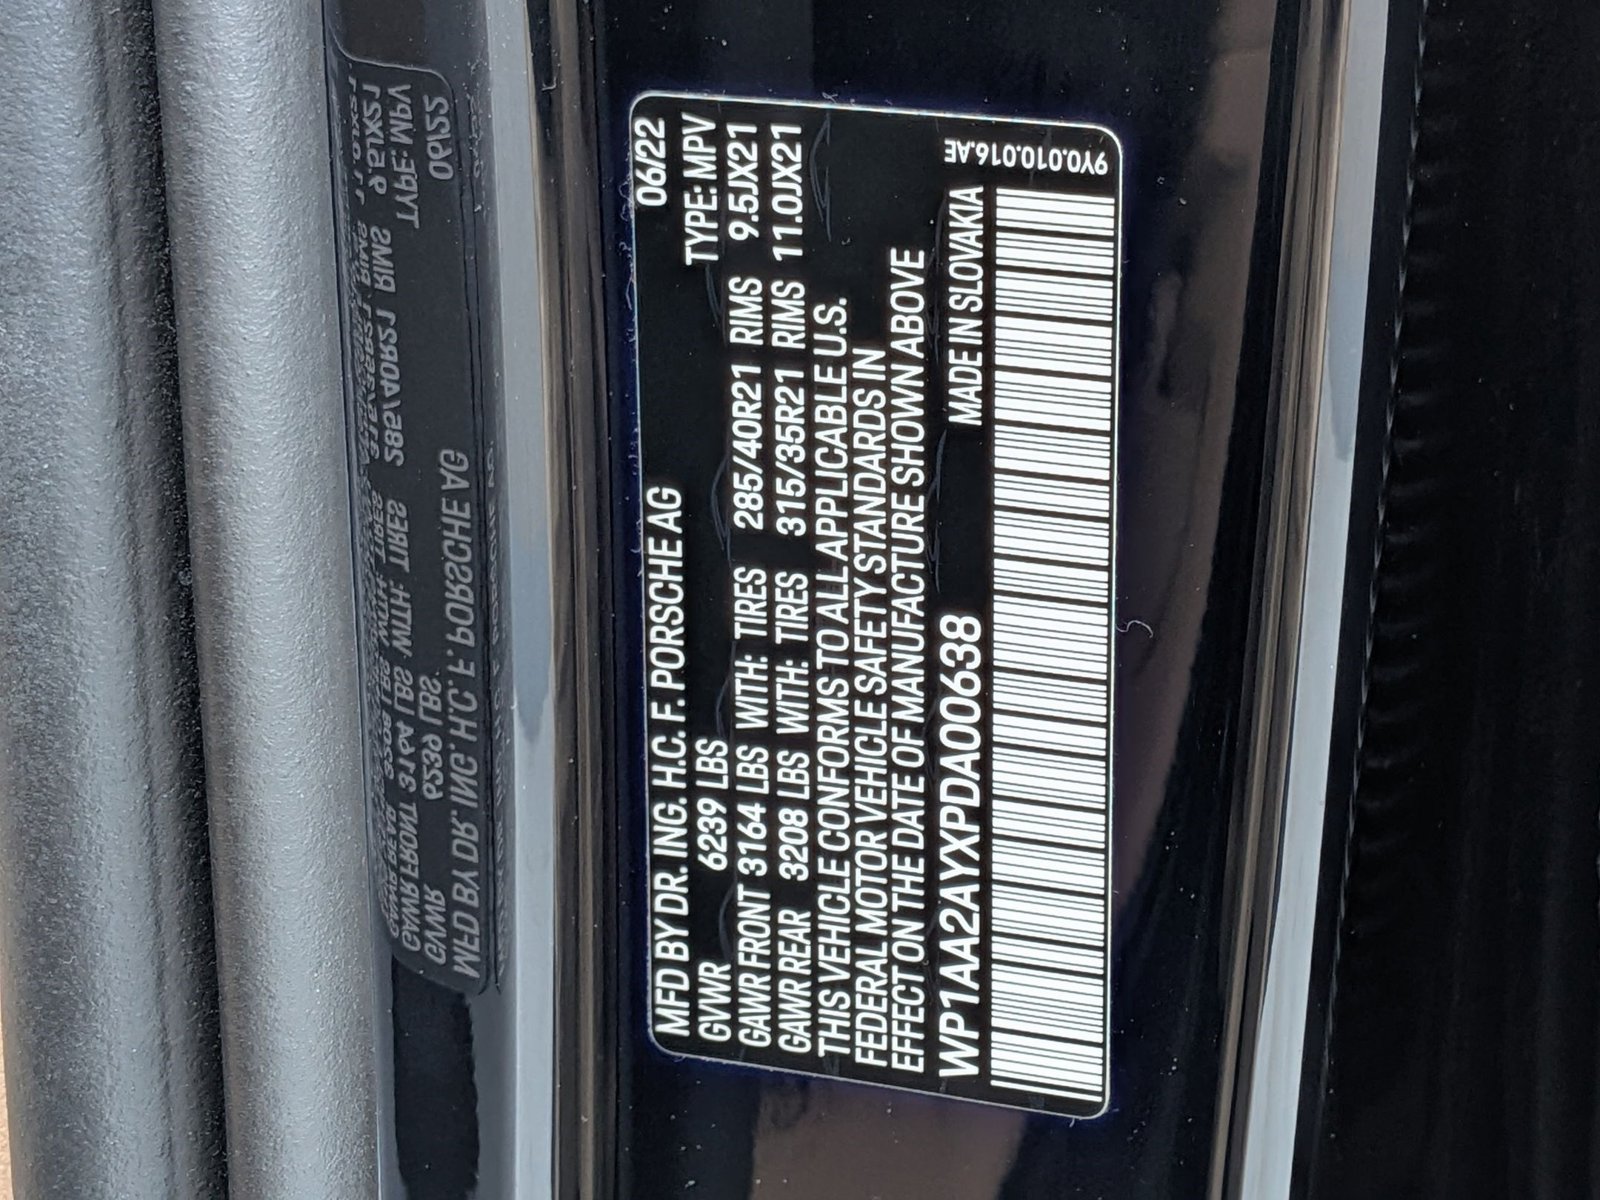 MFD BY DR. ING. H.C. F. PORSCHE AG 06/22
GVWR 6239 LBS TYPE: MPV
GAWR FRONT 3164 LBS WITH: TIRES 285/40R21 RIMS 9.5JX21
GAWR REAR 3208 LBS WITH: TIRES 315/35R21 RIMS 11.0JX21
THIS VEHICLE CONFORMS TO ALL APPLICABLE U.S.
FEDERAL MOTOR VEHICLE SAFETY STANDARDS IN
EFFECT ON THE DATE OF MANUFACTURE SHOWN ABOVE
WP1AA2AYXPDA00638 MADE IN SLOVAKIA
9Y0.010.016.AE